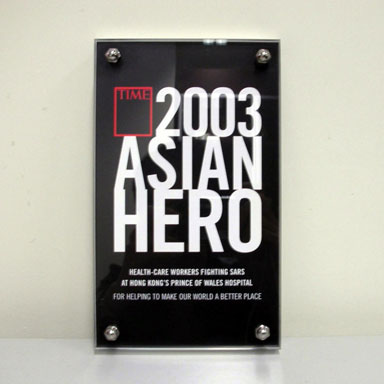 TIME 2003
ASIAN
HERO
HEALTH-CARE WORKERS FIGHTING SARS
AT HONG KONG'S PRINCE OF WALES HOSPITAL
FOR HELPING TO MAKE OUR WORLD A BETTER PLACE